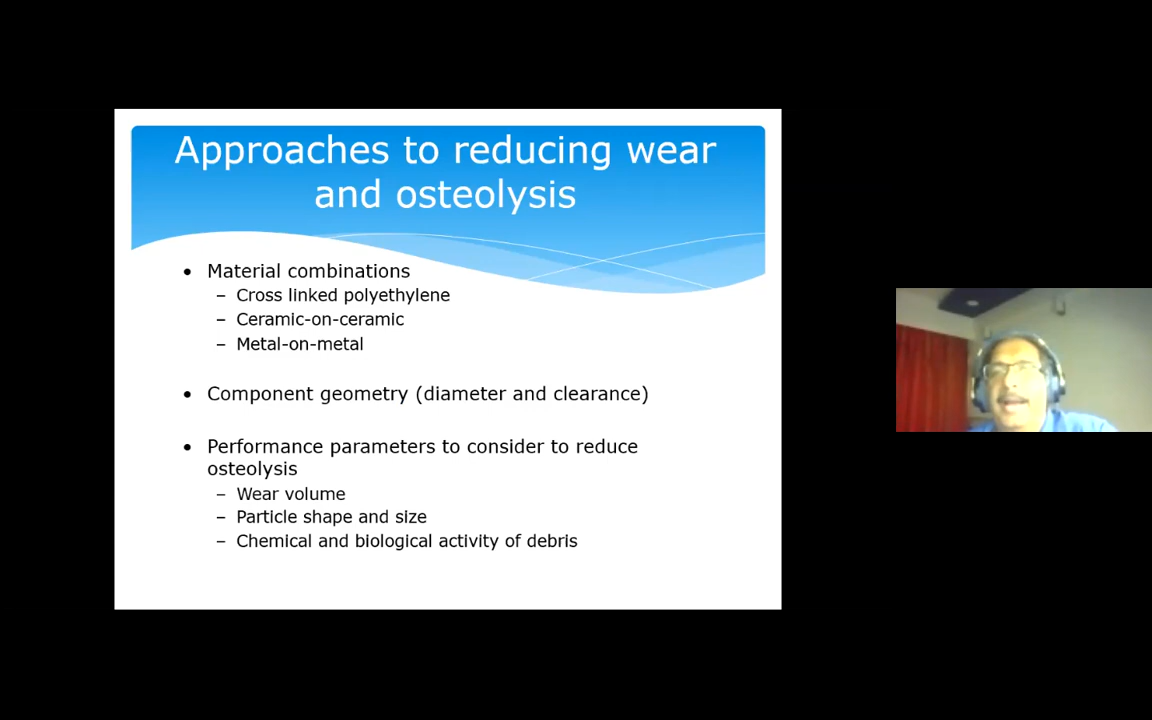 Approaches to reducing wear
and osteolysis
• Material combinations
– Cross linked polyethylene
– Ceramic-on-ceramic
– Metal-on-metal
• Component geometry (diameter and clearance)
• Performance parameters to consider to reduce
osteolysis
– Wear volume
– Particle shape and size
– Chemical and biological activity of debris